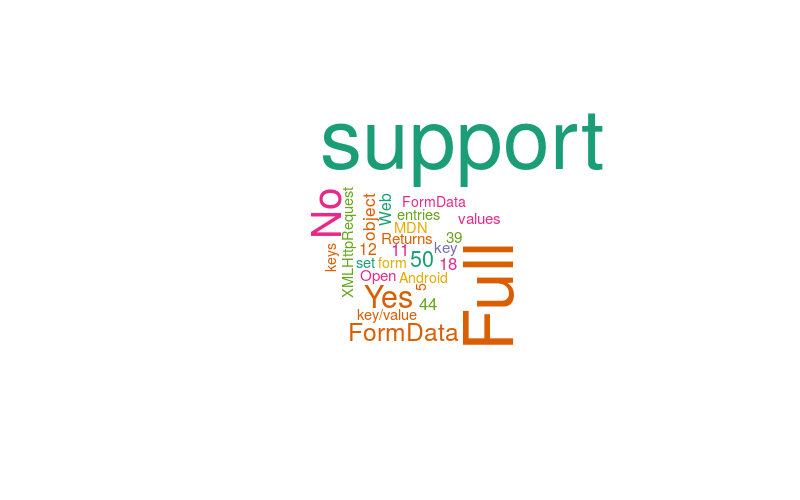 support
No
XMLHttpRequest
object
Web
FormData
entries
values
MDN
Returns
39
keys
12
11
key
set
form
50
18
Full
Open
Android
5
Yes
44
key/value
FormData